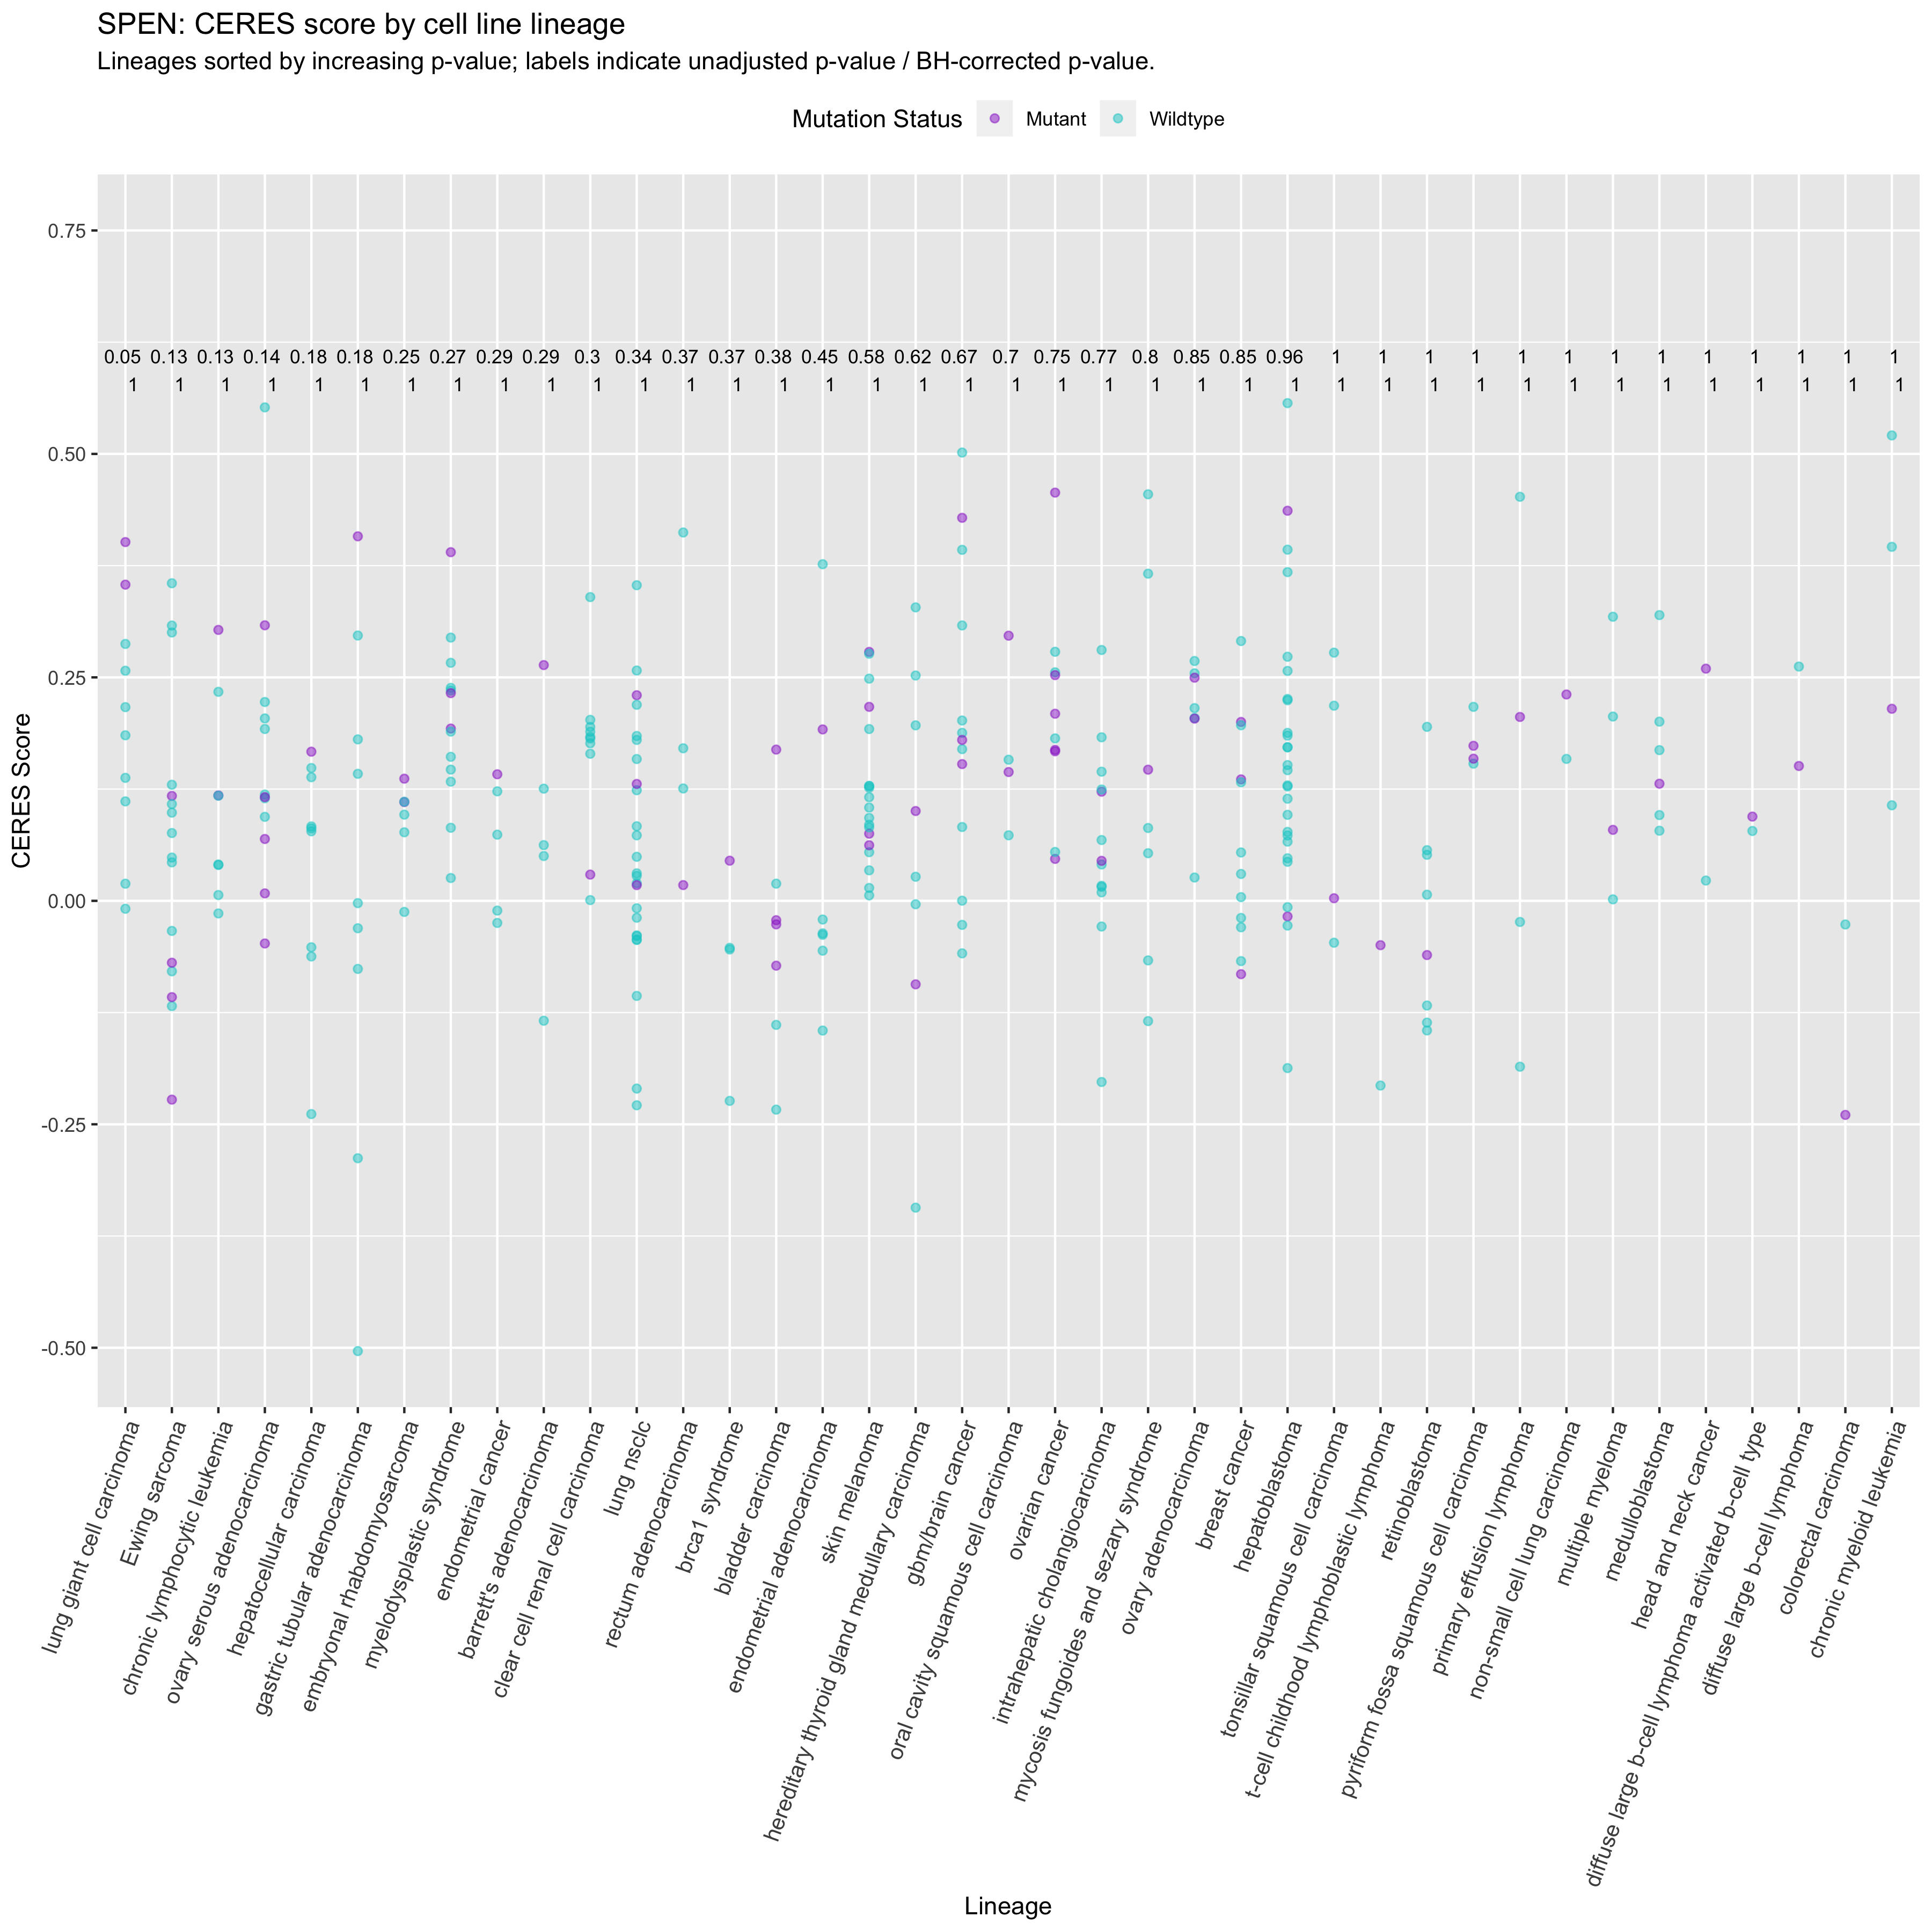 SPEN: CERES score by cell line lineage
Lineages sorted by increasing p-value; labels indicate unadjusted p-value / BH-corrected p-value.
Mutation Status Mutant Wildtype
0.75
0.05 0.13 0.13 0.14 0.18 0.18 0.25 0.27 0.29 0.29 0.3 0.34 0.37 0.37 0.38 0.45 0.58 0.62 0.67 0.7 0.75 0.77 0.8 0.85 0.85 0.96 1 1 1 1 1 1 1 1 1 1 1 1 1
1 1 1 1 1 1 1 1 1 1 1 1 1 1 1 1 1 1 1 1 1 1 1 1 1 1 1 1 1 1 1 1 1 1 1 1 1 1 1
0.50
0.25
0.00
-0.25
-0.50
CERES Score
lung giant cell carcinoma
Ewing sarcoma
chronic lymphocytic leukemia
ovary serous adenocarcinoma
hepatocellular carcinoma
gastric tubular adenocarcinoma
embryonal rhabdomyosarcoma
myelodysplastic syndrome
endometrial cancer
barrett's adenocarcinoma
clear cell renal cell carcinoma
lung nsclc
rectum adenocarcinoma
brca1 syndrome
bladder carcinoma
endometrial adenocarcinoma
skin melanoma
hereditary thyroid gland medullary carcinoma
gbm/brain cancer
oral cavity squamous cell carcinoma
ovarian cancer
intrahepatic cholangiocarcinoma
mycosis fungoides and sezary syndrome
ovary adenocarcinoma
breast cancer
hepatoblastoma
tonsillar squamous cell carcinoma
t-cell childhood lymphoblastic lymphoma
retinoblastoma
pyriform fossa squamous cell carcinoma
primary effusion lymphoma
non-small cell lung carcinoma
multiple myeloma
medulloblastoma
head and neck cancer
diffuse large b-cell lymphoma activated b-cell type
diffuse large b-cell lymphoma
colorectal carcinoma
chronic myeloid leukemia
Lineage